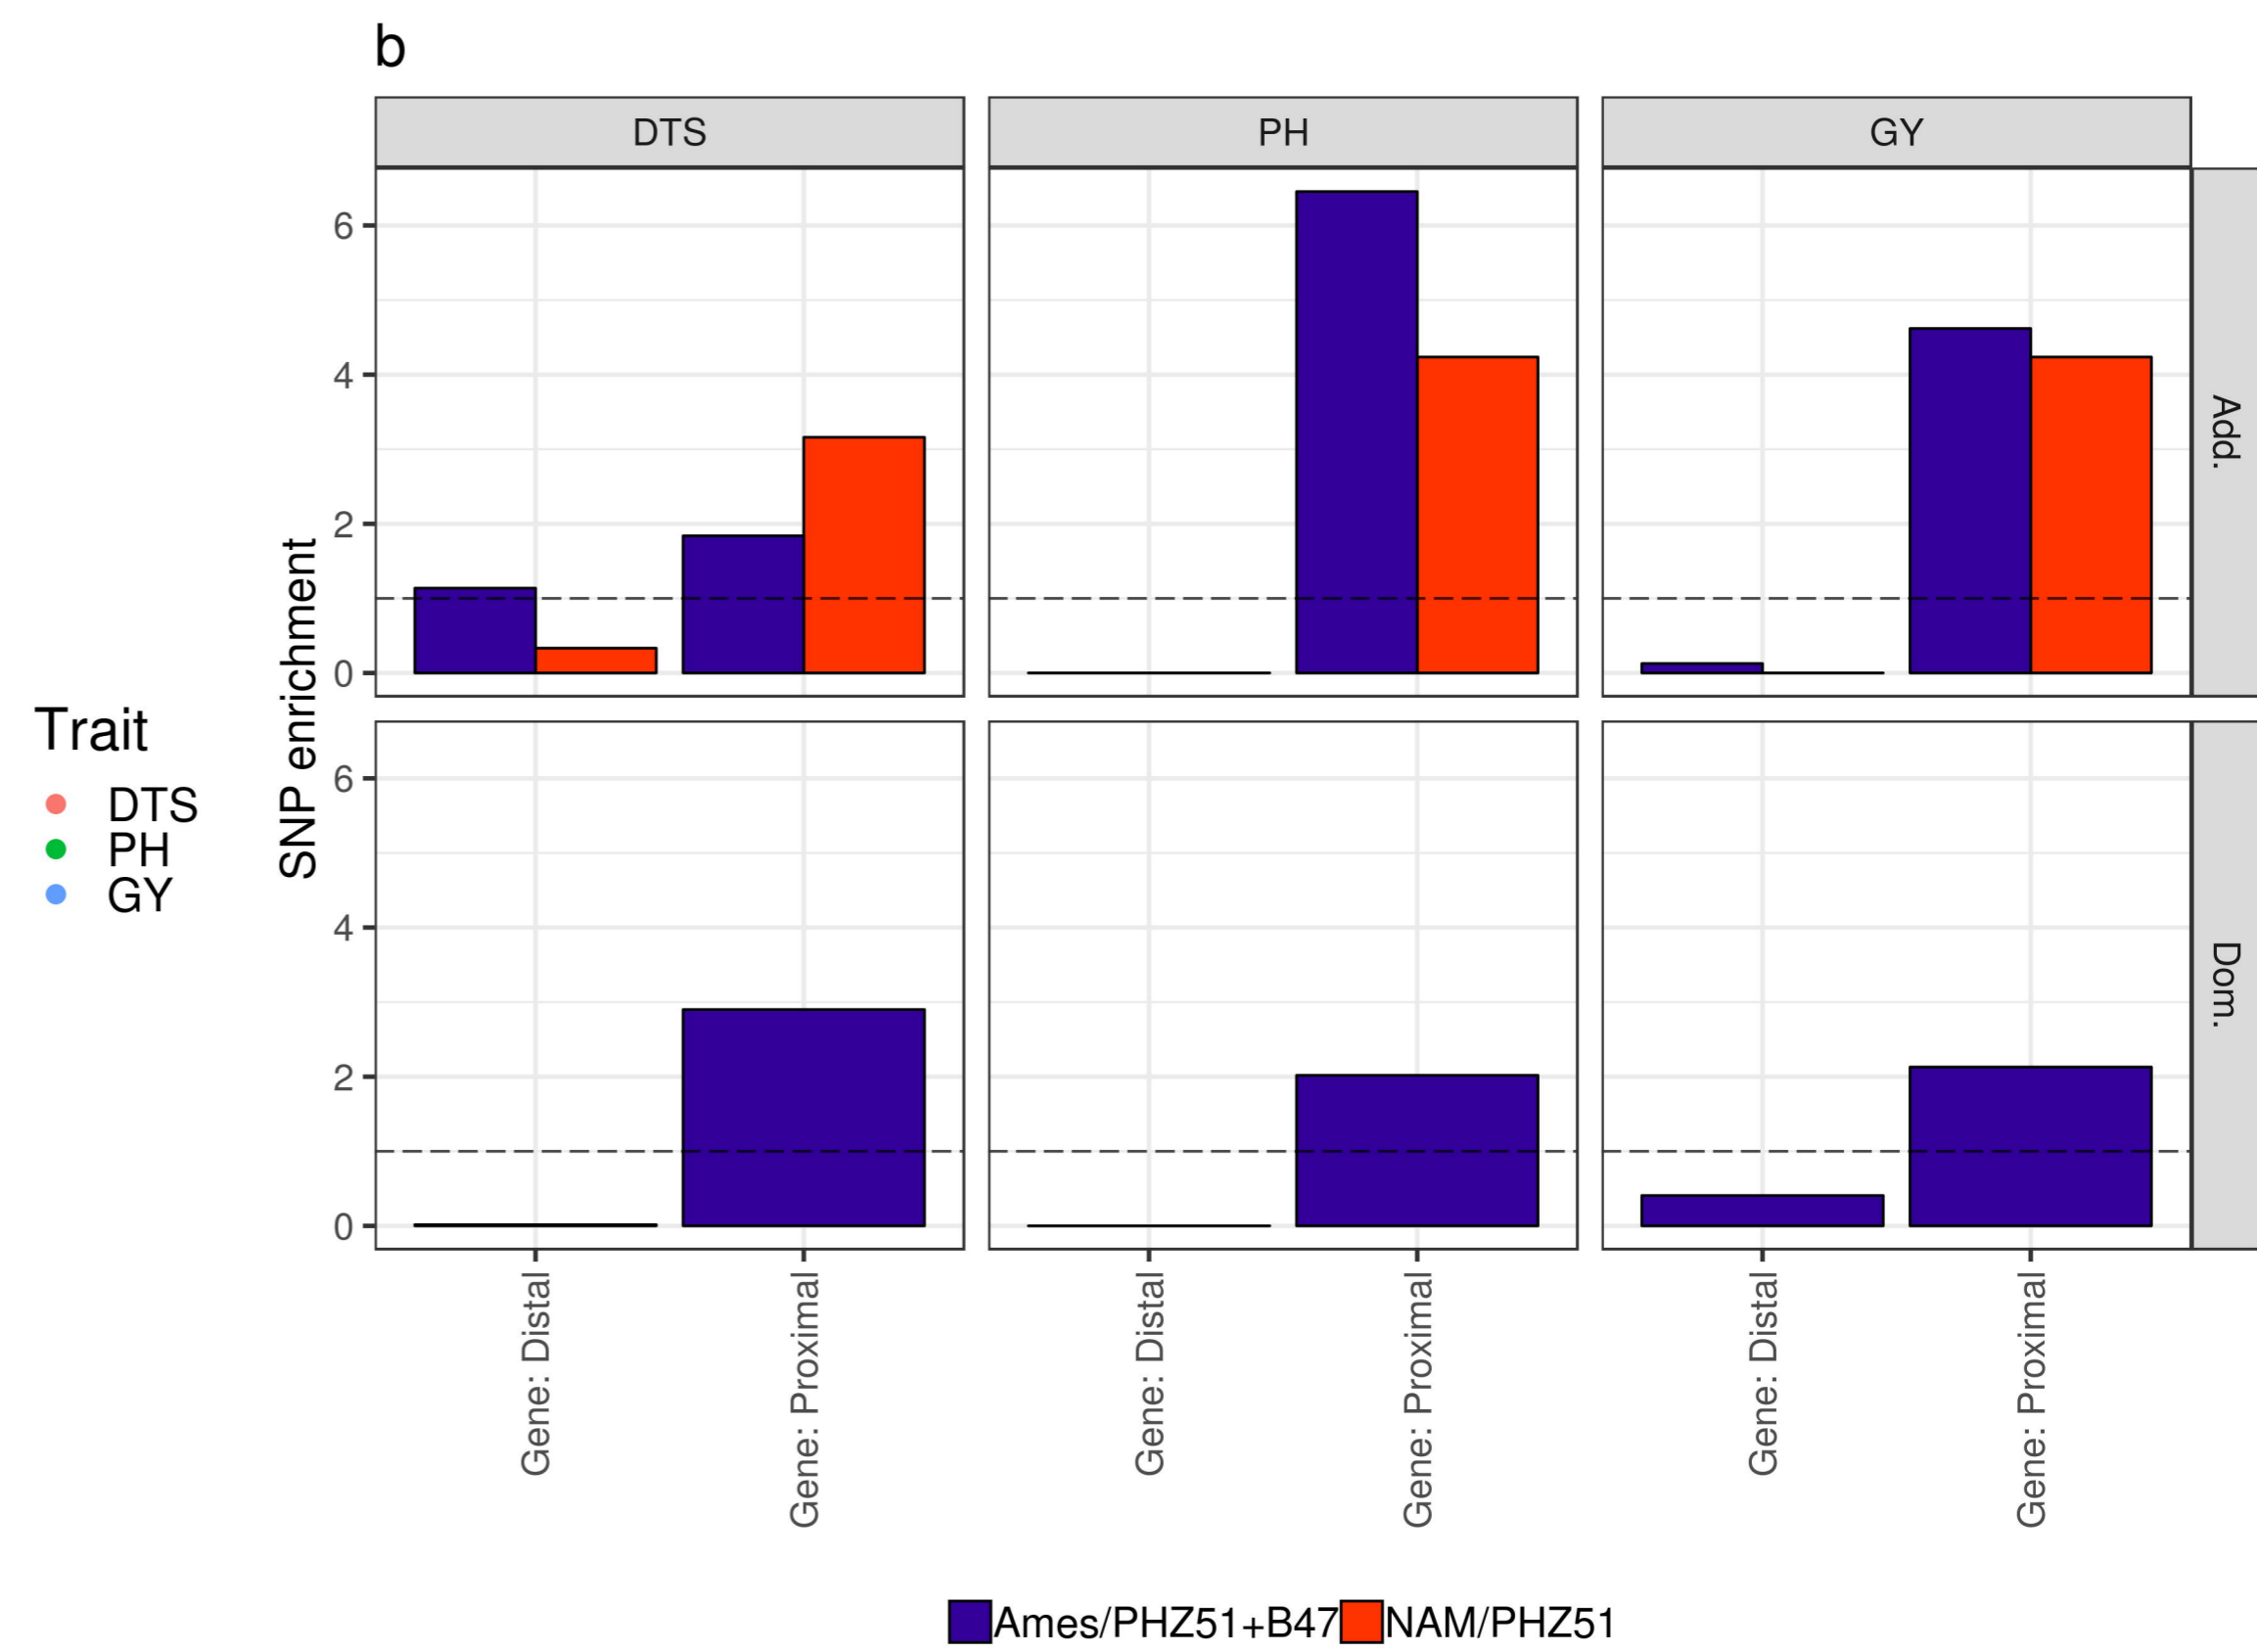 b
DTS PH GY
6
4
2
0
Add.
SNP enrichment
Trait
DTS
PH
GY
6
4
2
0
Dom.
Gene: Distal
Gene: Proximal
Gene: Distal
Gene: Proximal
Gene: Distal
Gene: Proximal
Ames/PHZ51+B47 NAM/PHZ51